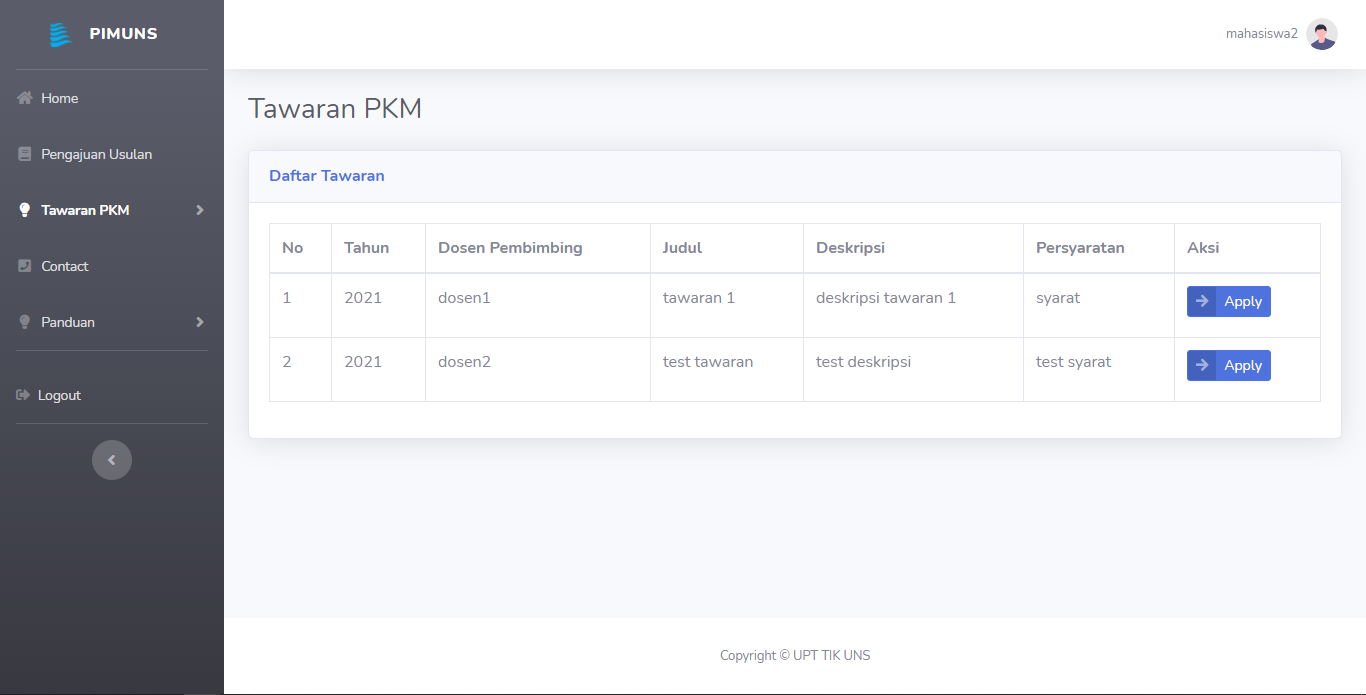 PIMUNS
mahasiswa2
Home
Pengajuan Usulan
Tawaran PKM
Contact
Panduan
Logout
Tawaran PKM
Daftar Tawaran
No Tahun Dosen Pembimbing Judul Deskripsi Persyaratan Aksi
1 2021 dosen1 tawaran 1 deskripsi tawaran 1 syarat Apply
2 2021 dosen2 test tawaran test deskripsi test syarat Apply
Copyright © UPT TIK UNS